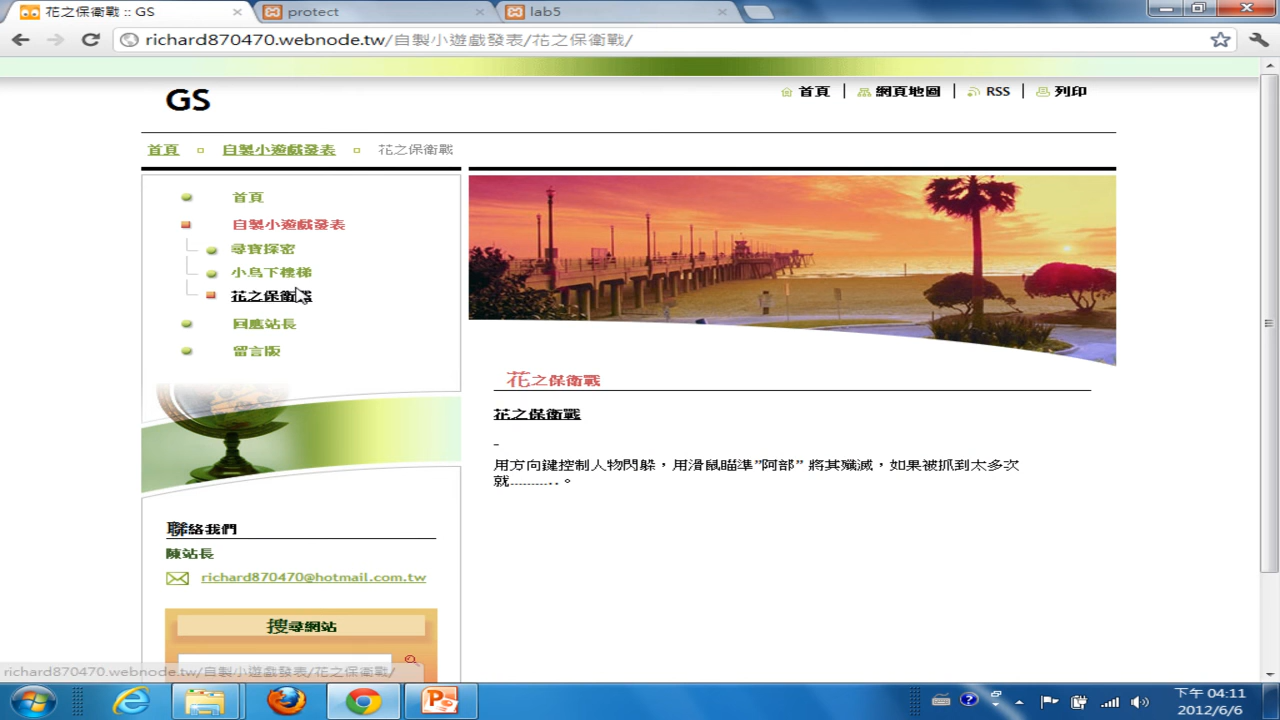 花之保衛戰 :: GS
protect
lab5
richard870470.webnode.tw/自製小遊戲發表/花之保衛戰/
GS
首頁 | 網頁地圖 | RSS | 列印
首頁 自製小遊戲發表 花之保衛戰
首頁
自製小遊戲發表
尋寶探密
小鳥下樓梯
花之保衛戰
回應站長
留言版
花之保衛戰
花之保衛戰
-
用方向鍵控制人物閃躲，用滑鼠瞄準"阿部" 將其殲滅，如果被抓到太多次
就...........。
聯絡我們
陳站長
richard870470@hotmail.com.tw
搜尋網站
richard870470.webnode.tw/自製小遊戲發表/花之保衛戰/
下午 04:11
2012/6/6